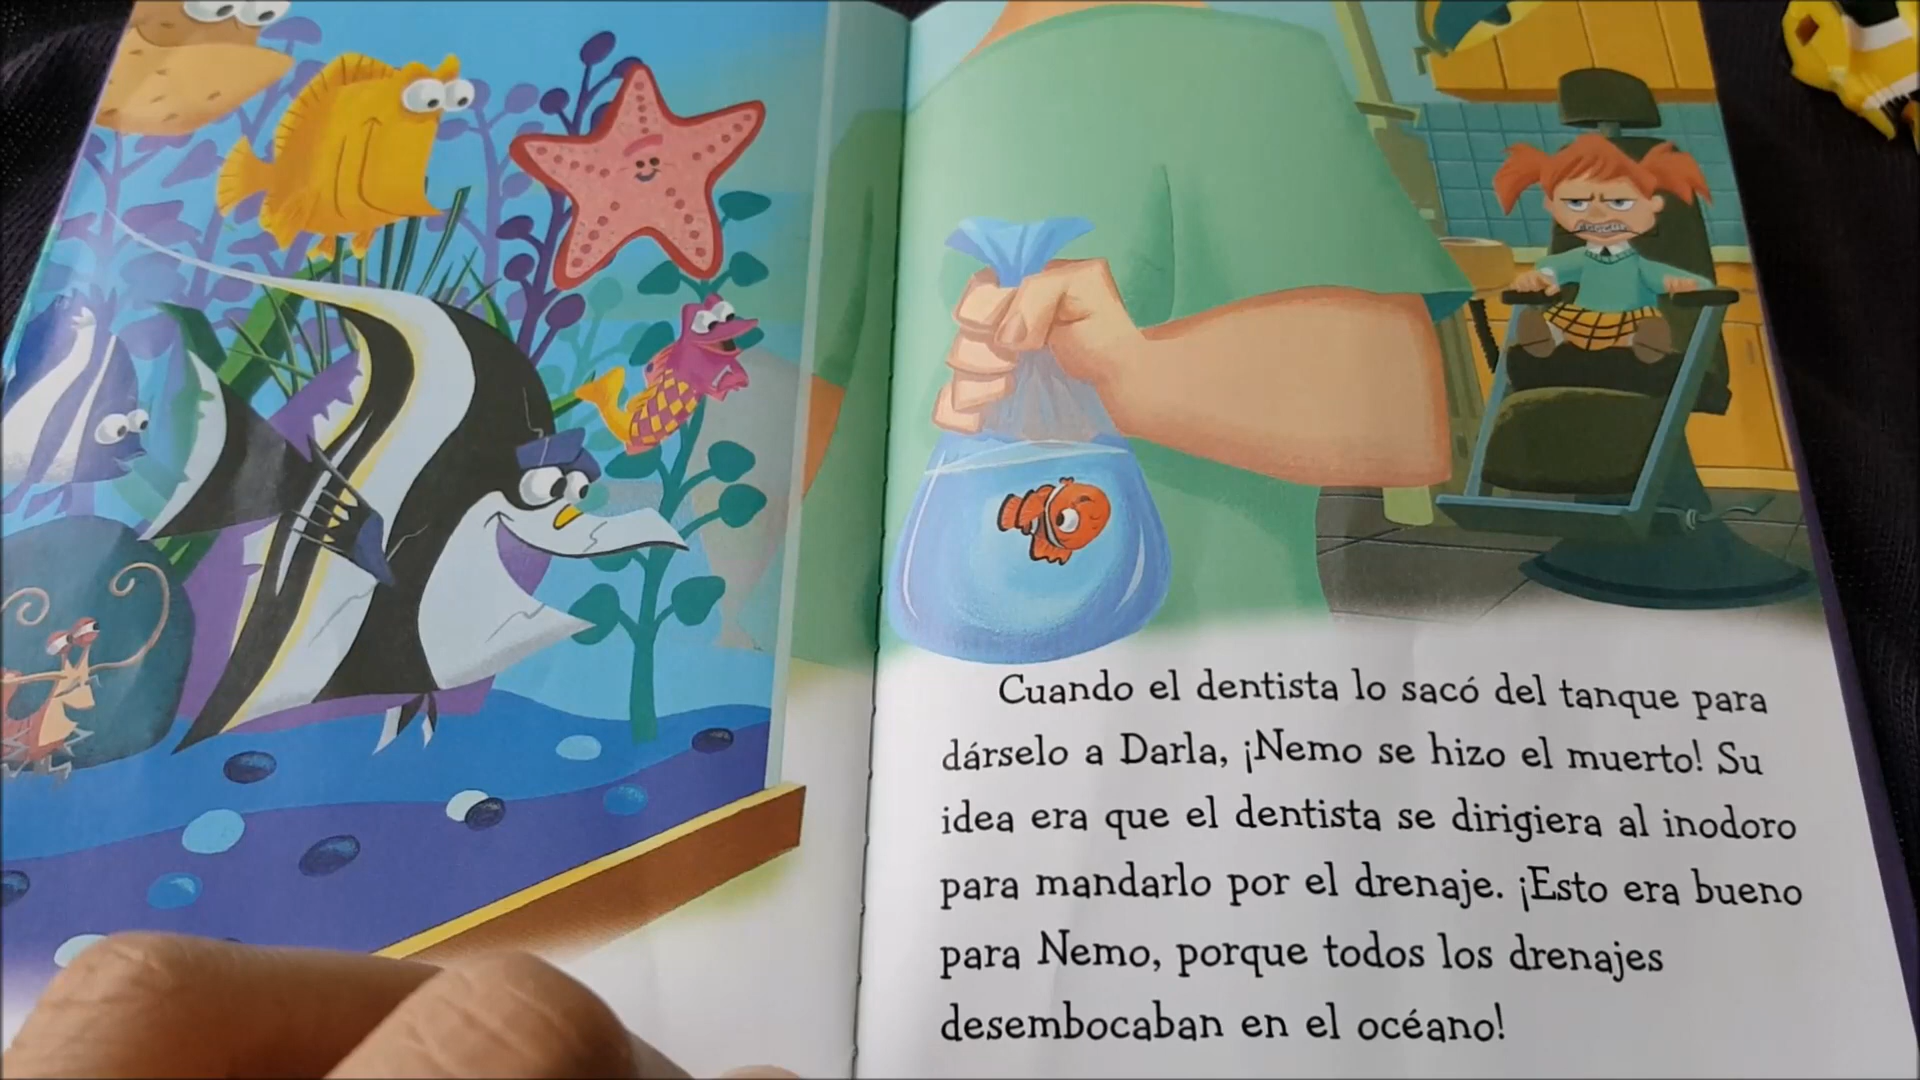 Cuando el dentista lo sacó del tanque para
dárselo a Darla, ¡Nemo se hizo el muerto! Su
idea era que el dentista se dirigiera al inodoro
para mandarlo por el drenaje. ¡Esto era bueno
para Nemo, porque todos los drenajes
desembocaban en el océano!